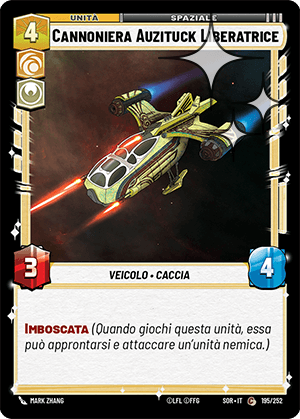 UNITÀ
SPAZIALE
4
CANNONIERA AUZITUCK LIBERATRICE
3
4
VEICOLO • CACCIA
IMBOSCATA (Quando giochi questa unità, essa
può approntarsi e attaccare un'unità nemica.)
MARK ZHANG
©LFL ©FFG
SOR • IT
C
195/252